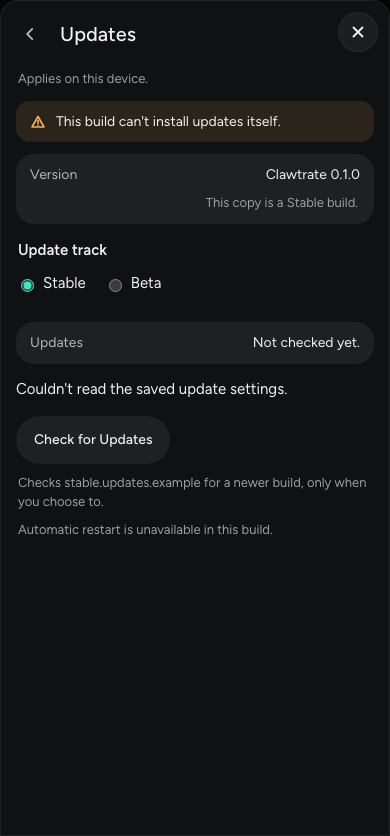 Updates
Applies on this device.
This build can't install updates itself.
Version
Clawtrate 0.1.0
This copy is a Stable build.
Update track
Stable
Beta
Updates
Not checked yet.
Couldn't read the saved update settings.
Check for Updates
Checks stable.updates.example for a newer build, only when
you choose to.
Automatic restart is unavailable in this build.